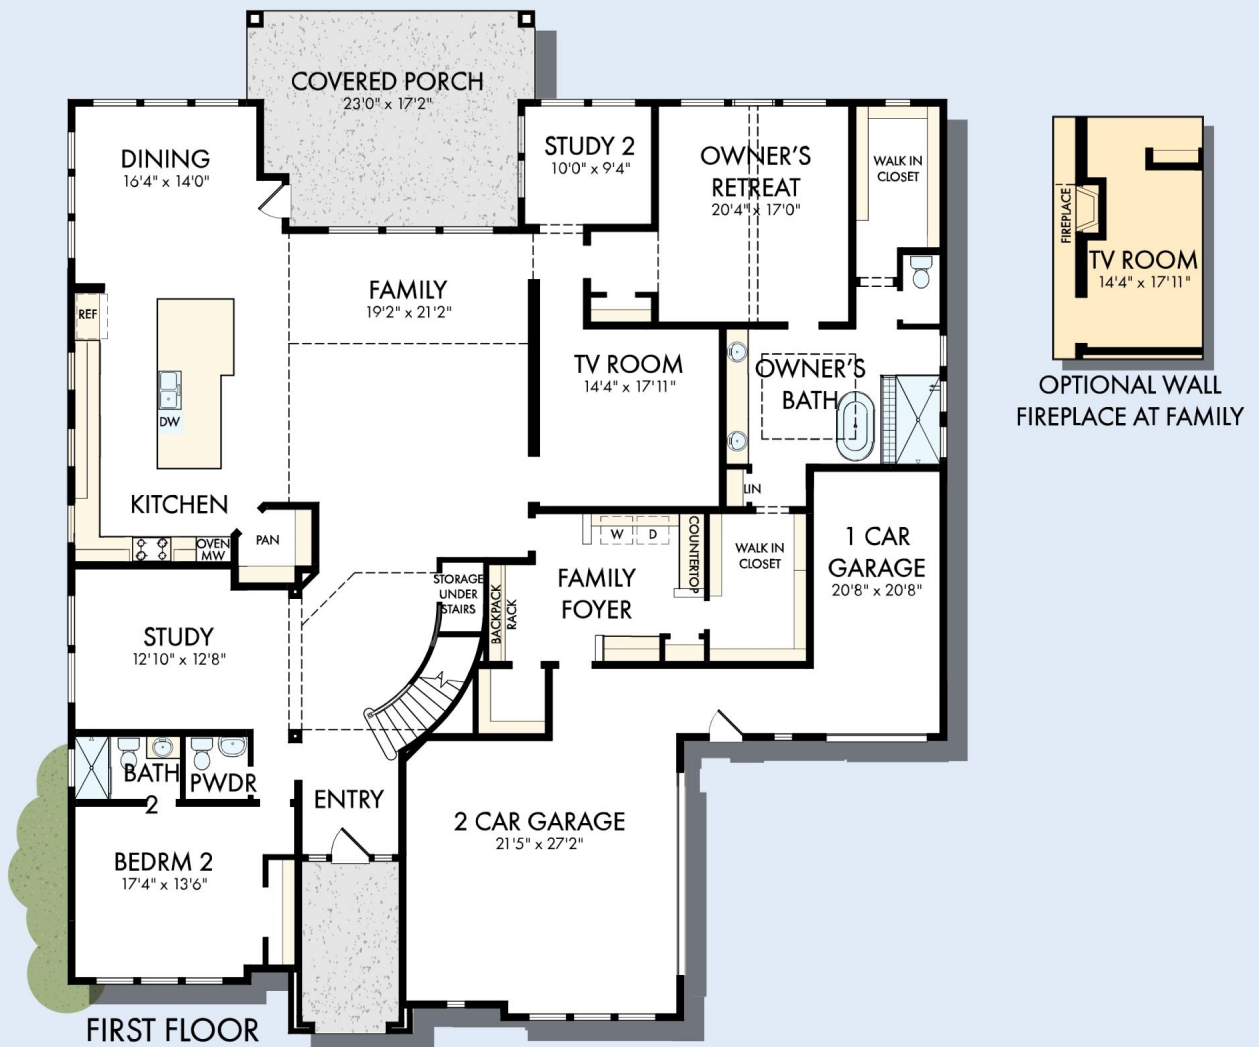 COVERED PORCH
23'0" x 17'2"
DINING
16'4" x 14'0"
STUDY 2
10'0" x 9'4"
OWNER'S
RETREAT
20'4" x 17'0"
WALK IN
CLOSET
FIREPLACE
TV ROOM
14'4" x 17'11"
OPTIONAL WALL
FIREPLACE AT FAMILY
REF
FAMILY
19'2" x 21'2"
TV ROOM
14'4" x 17'11"
OWNER'S
BATH
DW
KITCHEN
OVEN
MW
PAN
LIN
W
D
COUNTERTOP
WALK IN
CLOSET
1 CAR
GARAGE
20'8" x 20'8"
STORAGE
UNDER
STAIRS
BACKPACK
RACK
FAMILY
FOYER
STUDY
12'10" x 12'8"
BATH
2
PWDR
ENTRY
2 CAR GARAGE
21'5" x 27'2"
BEDRM 2
17'4" x 13'6"
FIRST FLOOR